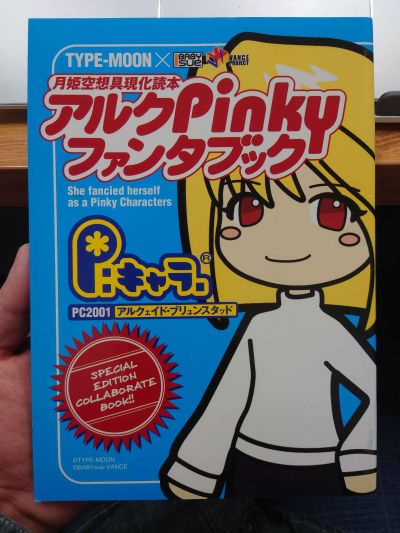 TYPE-MOON × BABY SUE VANCE PROJECT
月姫空想具現化読本
アルクPinky
ファンタブック
She fancied herself
as a Pinky Characters
P:キャラ。®
PC2001 アルクェイド・ブリュンスタッド
SPECIAL
EDITION
COLLABORATE
BOOK!!
©TYPE-MOON
©BABYsue·VANCE